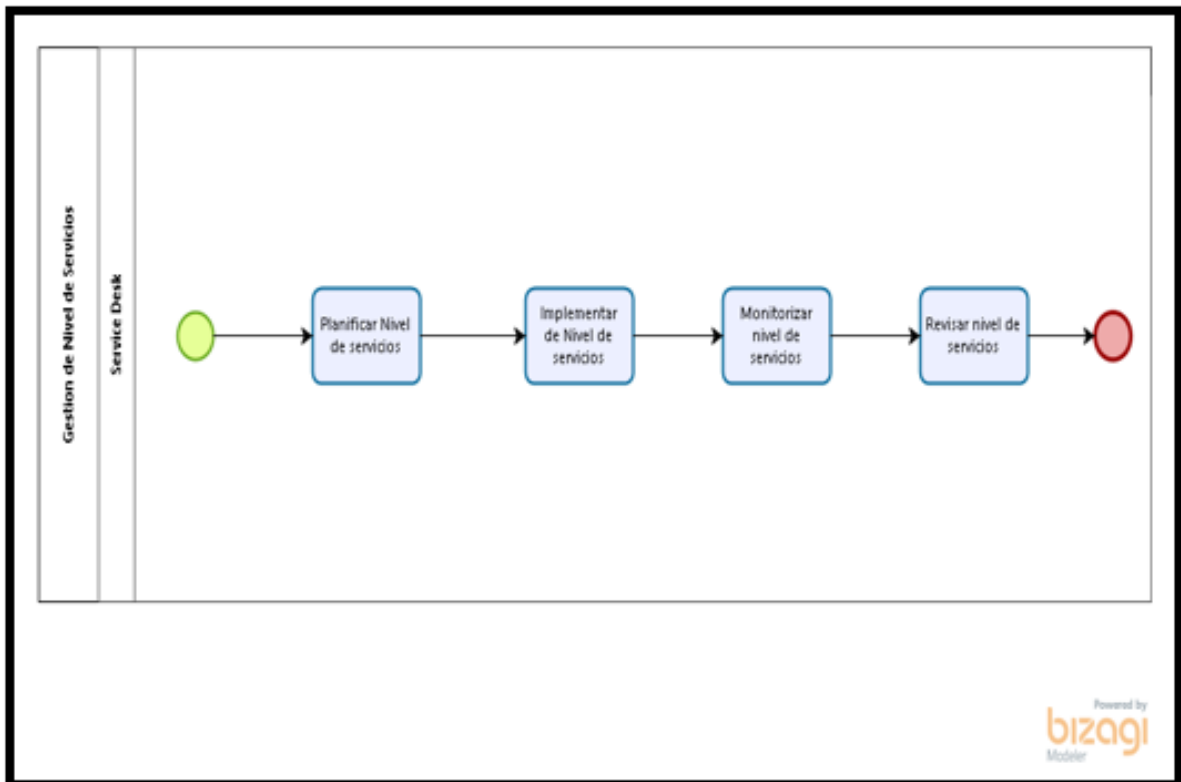 Gestion de Nivel de Servicios
Service Desk
Planificar Nivel
de servicios
Implementar
de Nivel de
servicios
Monitorizar
nivel de
servicios
Revisar nivel de
servicios
Powered by
bizagi
Modeler